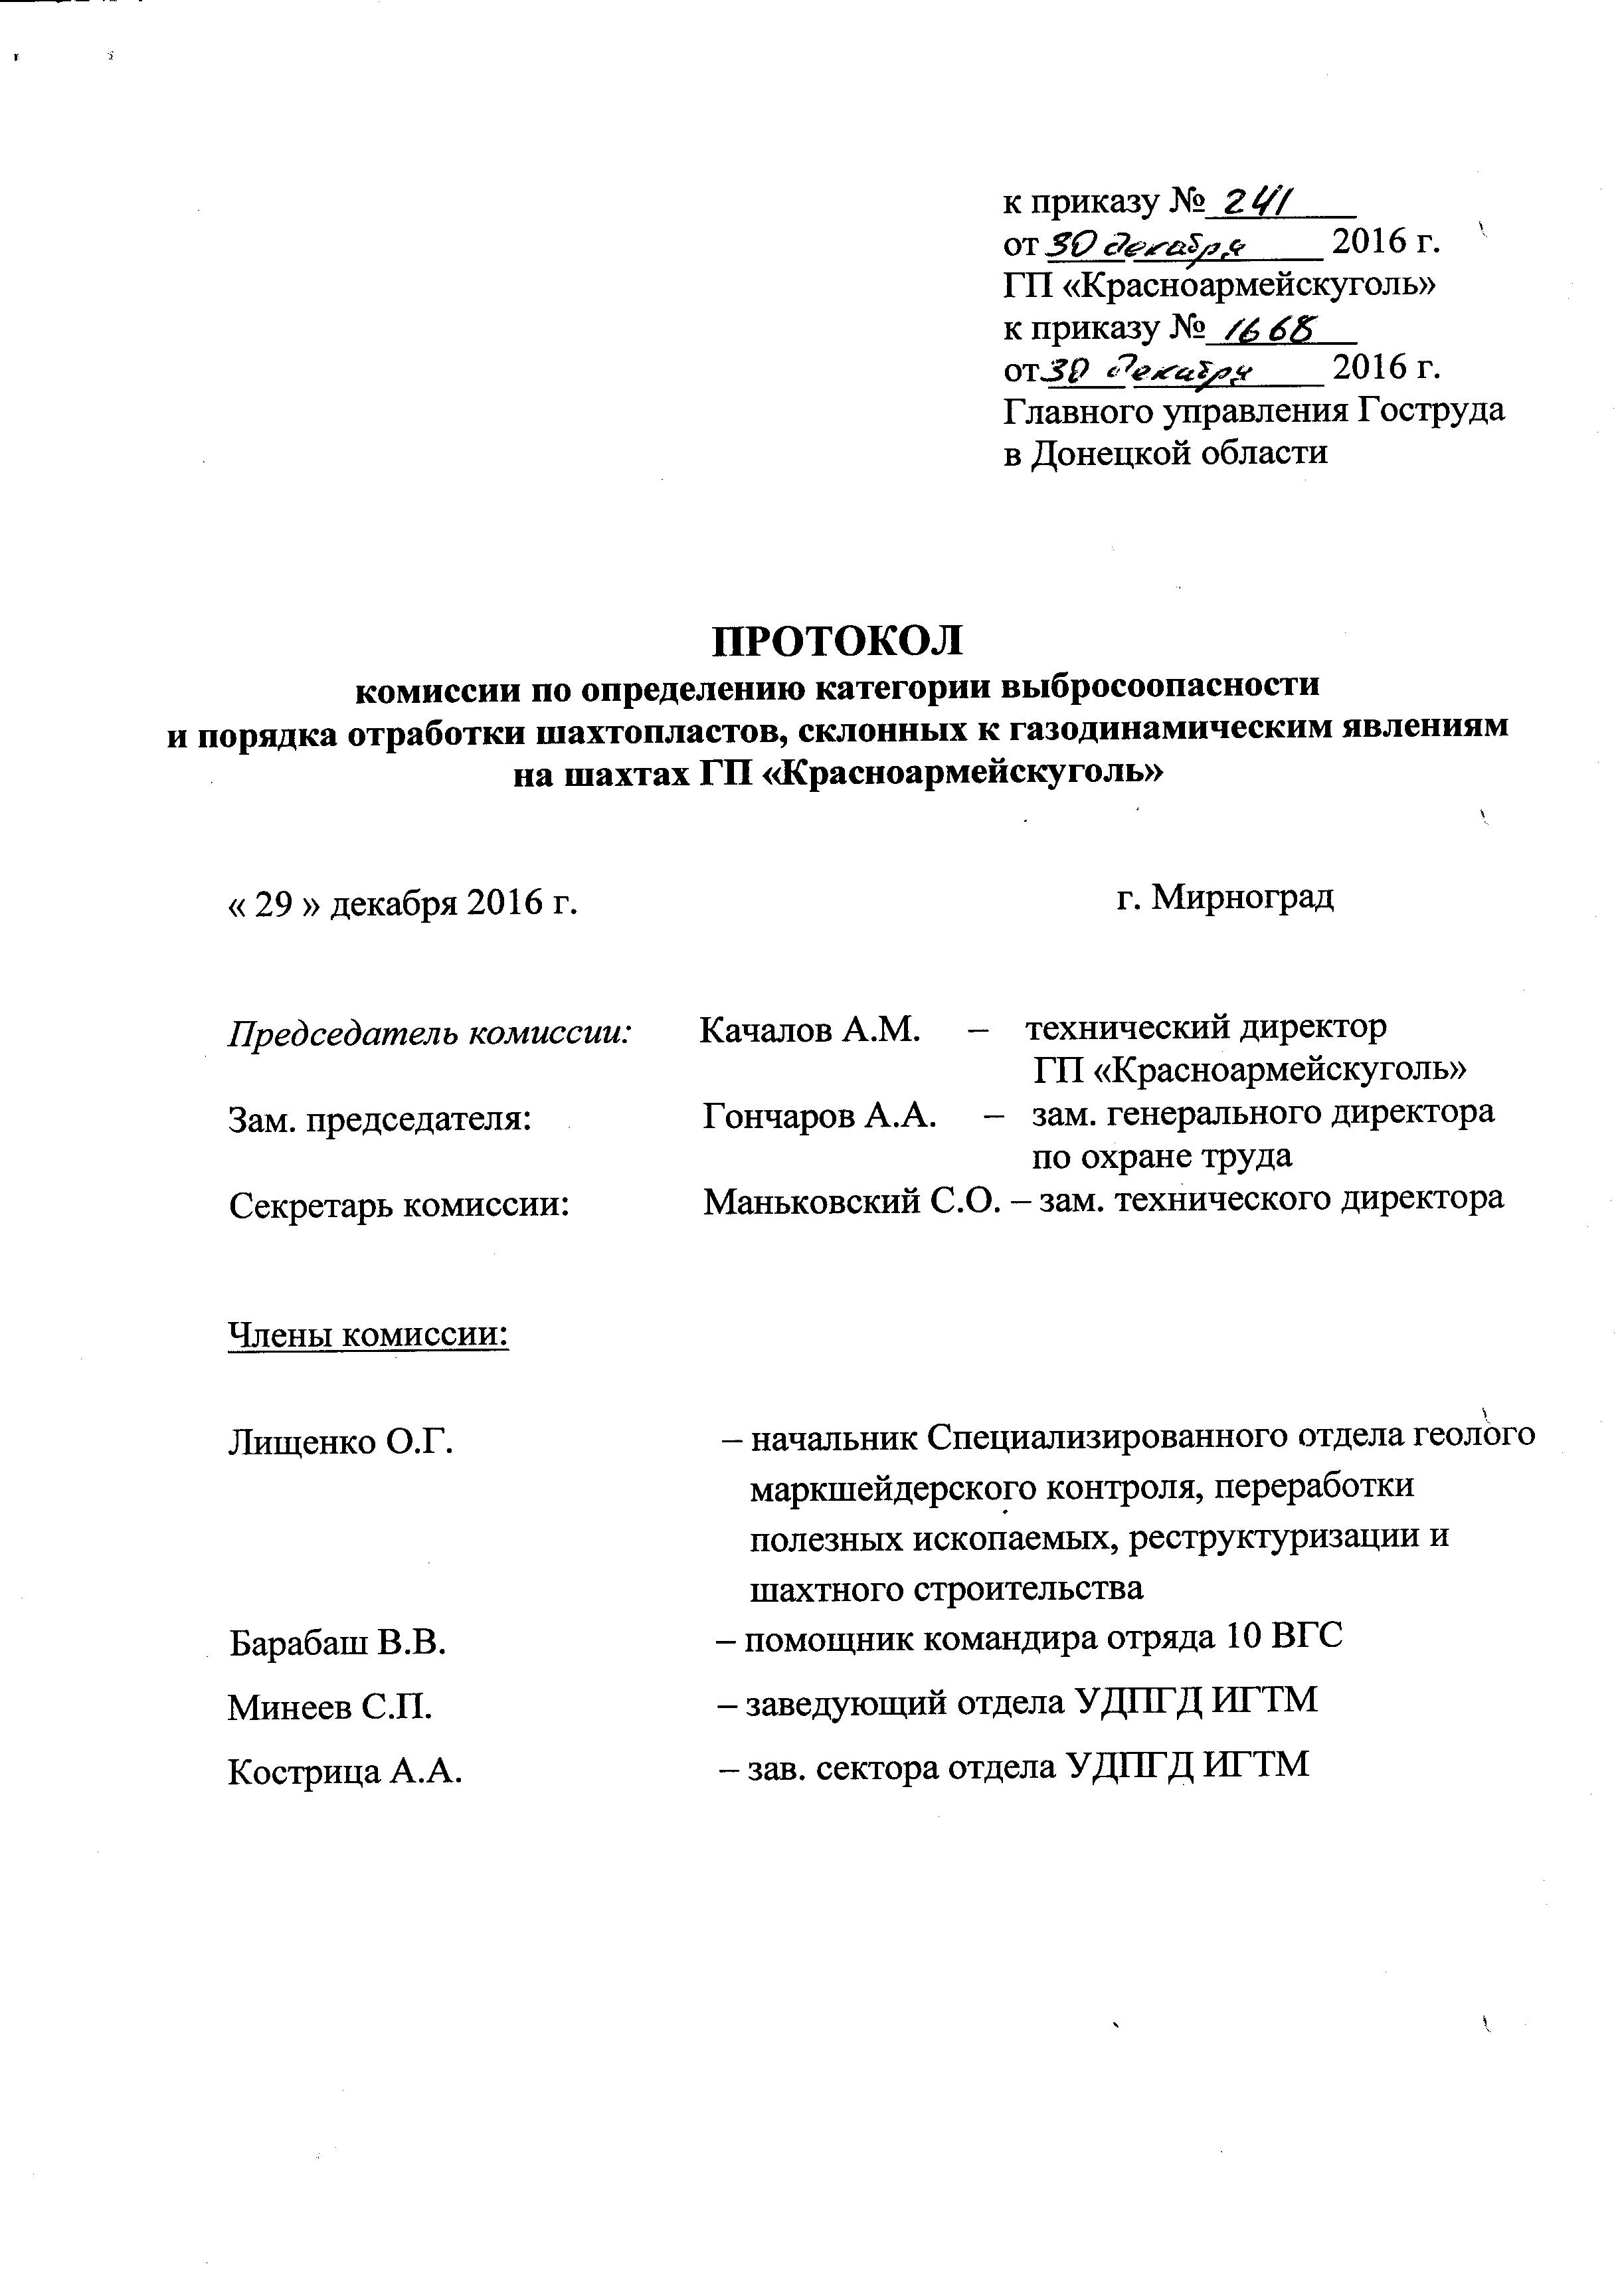 к приказу № 241
от 30 декабря 2016 г.
ГП «Красноармейскуголь»
к приказу № 1668
от 30 декабря 2016 г.
Главного управления Гоструда
в Донецкой области
ПРОТОКОЛ
комиссии по определению категории выбросоопасности
и порядка отработки шахтопластов, склонных к газодинамическим явлениям
на шахтах ГП «Красноармейскуголь»
« 29 » декабря 2016 г. г. Мирноград
Председатель комиссии: Качалов А.М. – технический директор
ГП «Красноармейскуголь»
Зам. председателя: Гончаров А.А. – зам. генерального директора
по охране труда
Секретарь комиссии: Маньковский С.О. – зам. технического директора
Члены комиссии:
Лищенко О.Г. – начальник Специализированного отдела геолого
маркшейдерского контроля, переработки
полезных ископаемых, реструктуризации и
шахтного строительства
Барабаш В.В. – помощник командира отряда 10 ВГС
Минеев С.П. – заведующий отдела УДПГД ИГТМ
Кострица А.А. – зав. сектора отдела УДПГД ИГТМ